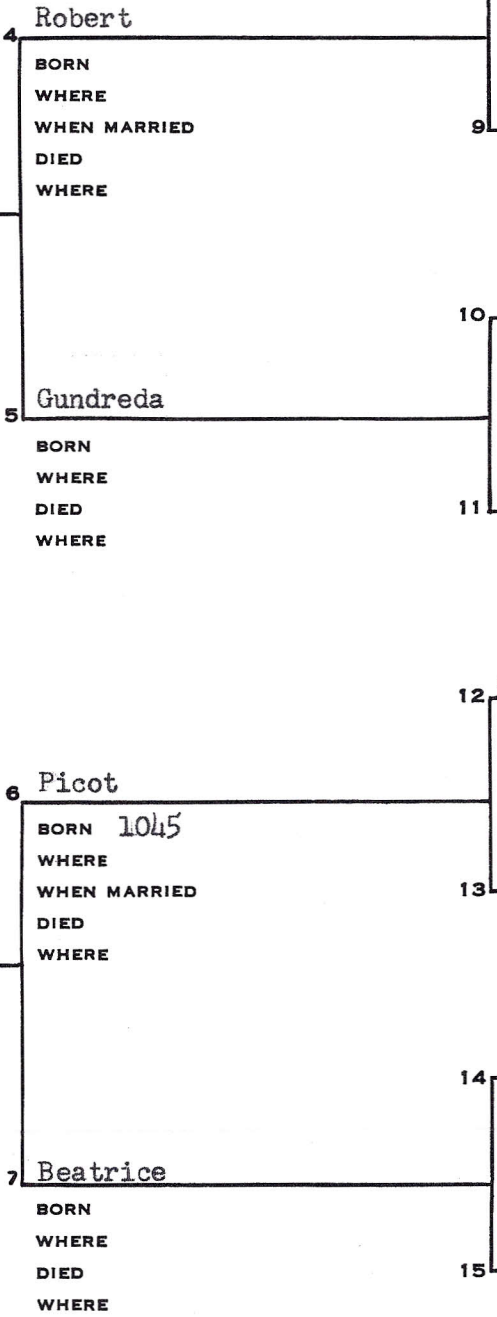 Robert
4
BORN
WHERE
WHEN MARRIED
9
DIED
WHERE
10
Gundreda
5
BORN
WHERE
DIED
11
WHERE
12
Picot
6
BORN 1045
WHERE
WHEN MARRIED
13
DIED
WHERE
14
Beatrice
7
BORN
WHERE
DIED
15
WHERE